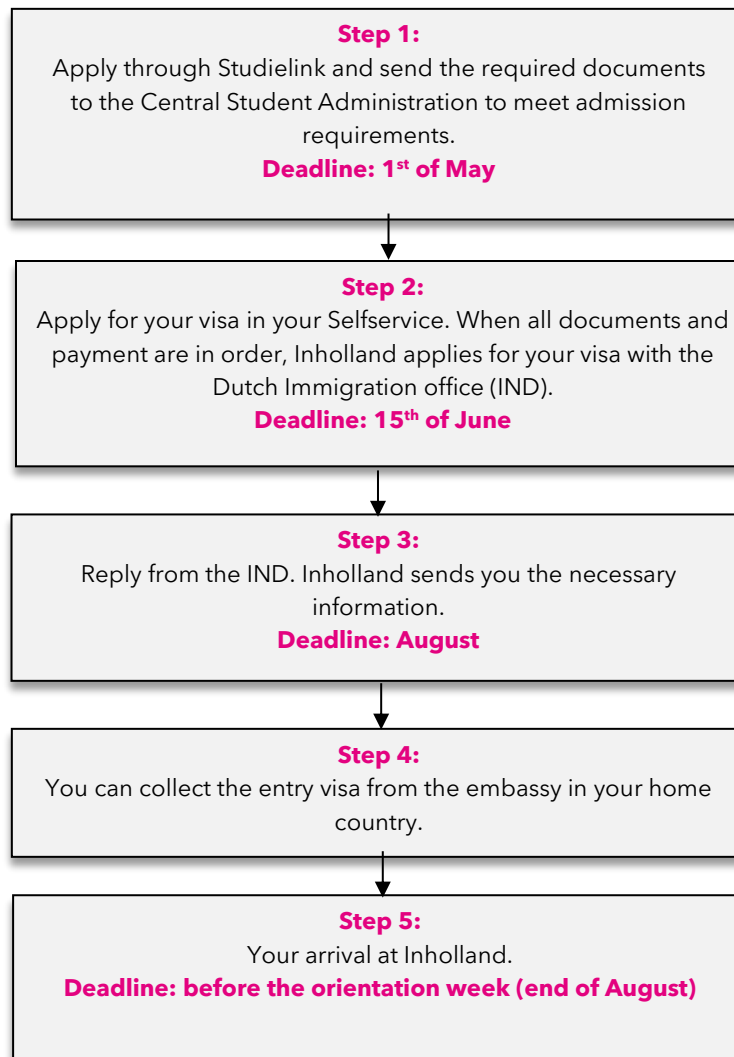 Step 1:
Apply through Studielink and send the required documents
to the Central Student Administration to meet admission
requirements.
Deadline: 1st of May
Step 2:
Apply for your visa in your Selfservice. When all documents and
payment are in order, Inholland applies for your visa with the
Dutch Immigration office (IND).
Deadline: 15th of June
Step 3:
Reply from the IND. Inholland sends you the necessary
information.
Deadline: August
Step 4:
You can collect the entry visa from the embassy in your home
country.
Step 5:
Your arrival at Inholland.
Deadline: before the orientation week (end of August)